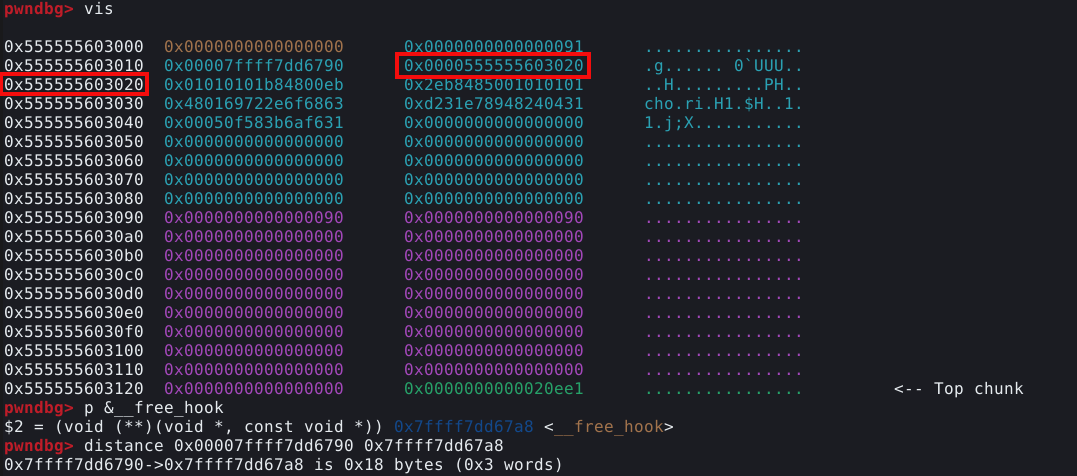 pwndbg> vis
0x555555603000 0x0000000000000000 0x0000000000000091 ................
0x555555603010 0x00007ffff7dd6790 0x0000555555603020 .g...... 0`UUU..
0x555555603020 0x01010101b84800eb 0x2eb8485001010101 ..H.........PH..
0x555555603030 0x480169722e6f6863 0xd231e78948240431 cho.ri.H1.$H..1.
0x555555603040 0x00050f583b6af631 0x0000000000000000 1.j;X...........
0x555555603050 0x0000000000000000 0x0000000000000000 ................
0x555555603060 0x0000000000000000 0x0000000000000000 ................
0x555555603070 0x0000000000000000 0x0000000000000000 ................
0x555555603080 0x0000000000000000 0x0000000000000000 ................
0x555555603090 0x0000000000000090 0x0000000000000090 ................
0x5555556030a0 0x0000000000000000 0x0000000000000000 ................
0x5555556030b0 0x0000000000000000 0x0000000000000000 ................
0x5555556030c0 0x0000000000000000 0x0000000000000000 ................
0x5555556030d0 0x0000000000000000 0x0000000000000000 ................
0x5555556030e0 0x0000000000000000 0x0000000000000000 ................
0x5555556030f0 0x0000000000000000 0x0000000000000000 ................
0x555555603100 0x0000000000000000 0x0000000000000000 ................
0x555555603110 0x0000000000000000 0x0000000000000000 ................
0x555555603120 0x0000000000000000 0x0000000000020ee1 ................ <-- Top chunk
pwndbg> p &__free_hook
$2 = (void (**)(void *, const void *)) 0x7ffff7dd67a8 <__free_hook>
pwndbg> distance 0x00007ffff7dd6790 0x7ffff7dd67a8
0x7ffff7dd6790->0x7ffff7dd67a8 is 0x18 bytes (0x3 words)